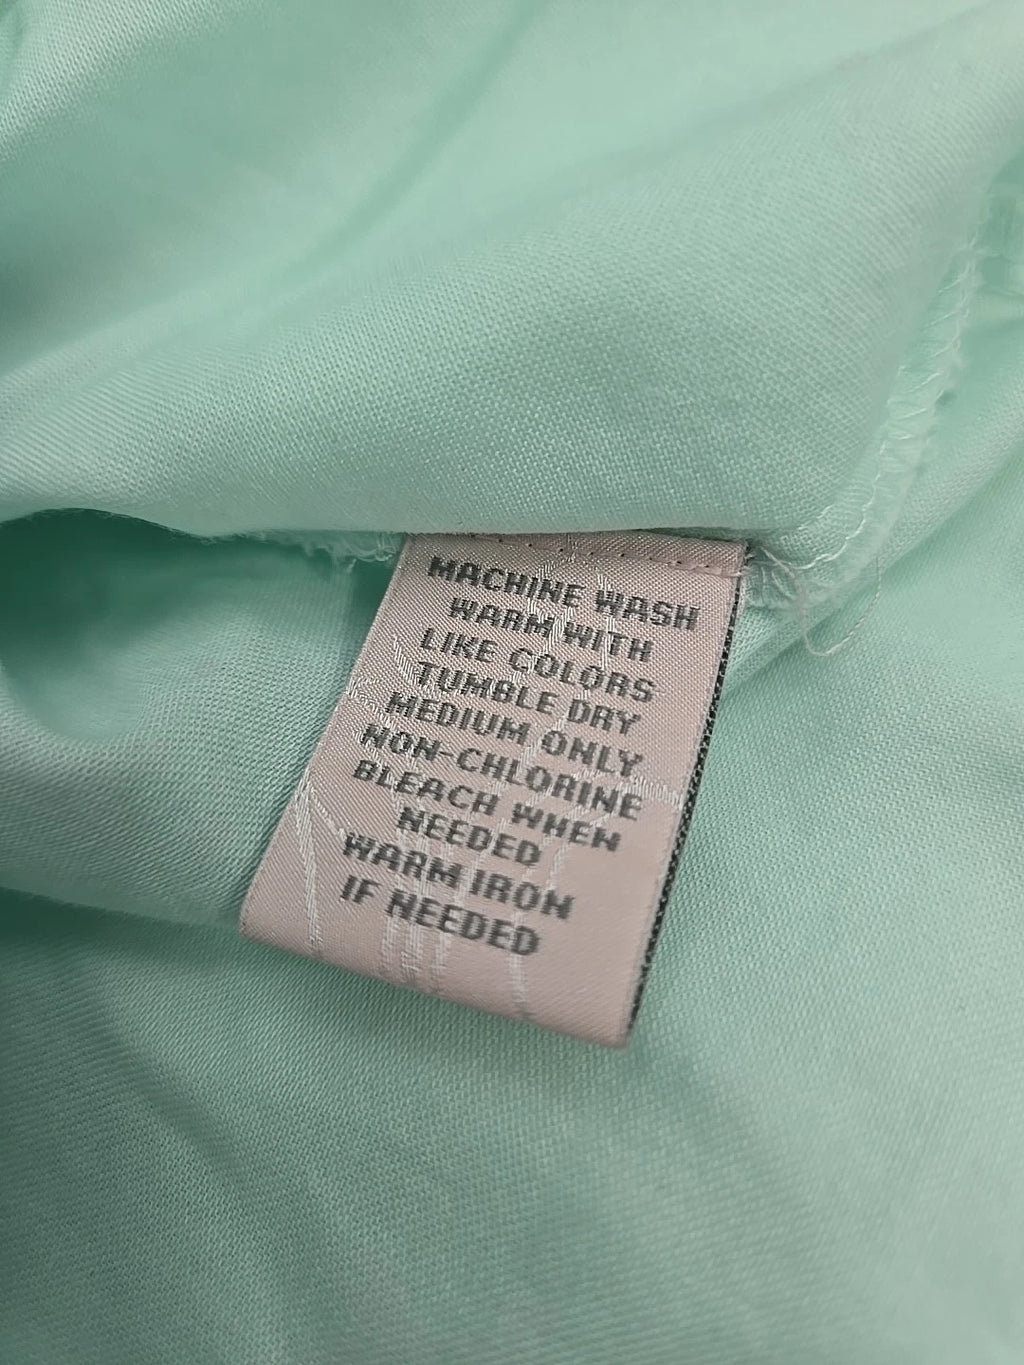 MACHINE WASH
WARM WITH
LIKE COLORS
TUMBLE DRY
MEDIUM ONLY
NON-CHLORINE
BLEACH WHEN
NEEDED
WARM IRON
IF NEEDED